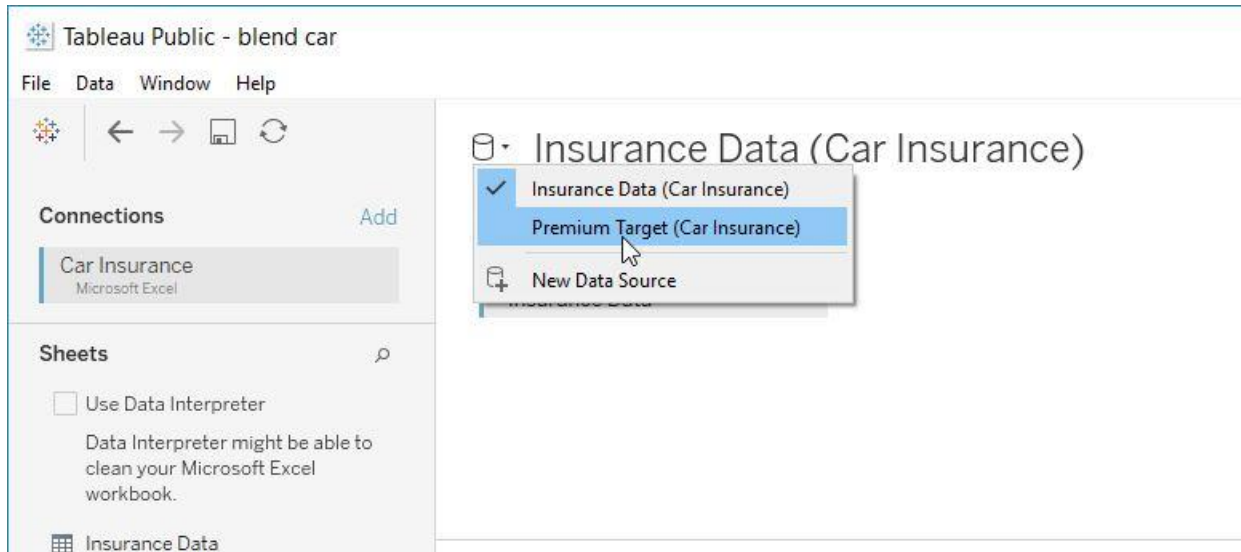 Tableau Public - blend car
File Data Window Help
Insurance Data (Car Insurance)
Insurance Data (Car Insurance)
Premium Target (Car Insurance)
New Data Source
Insurance Data
Connections Add
Car Insurance
Microsoft Excel
Sheets
Use Data Interpreter
Data Interpreter might be able to
clean your Microsoft Excel
workbook.
Insurance Data